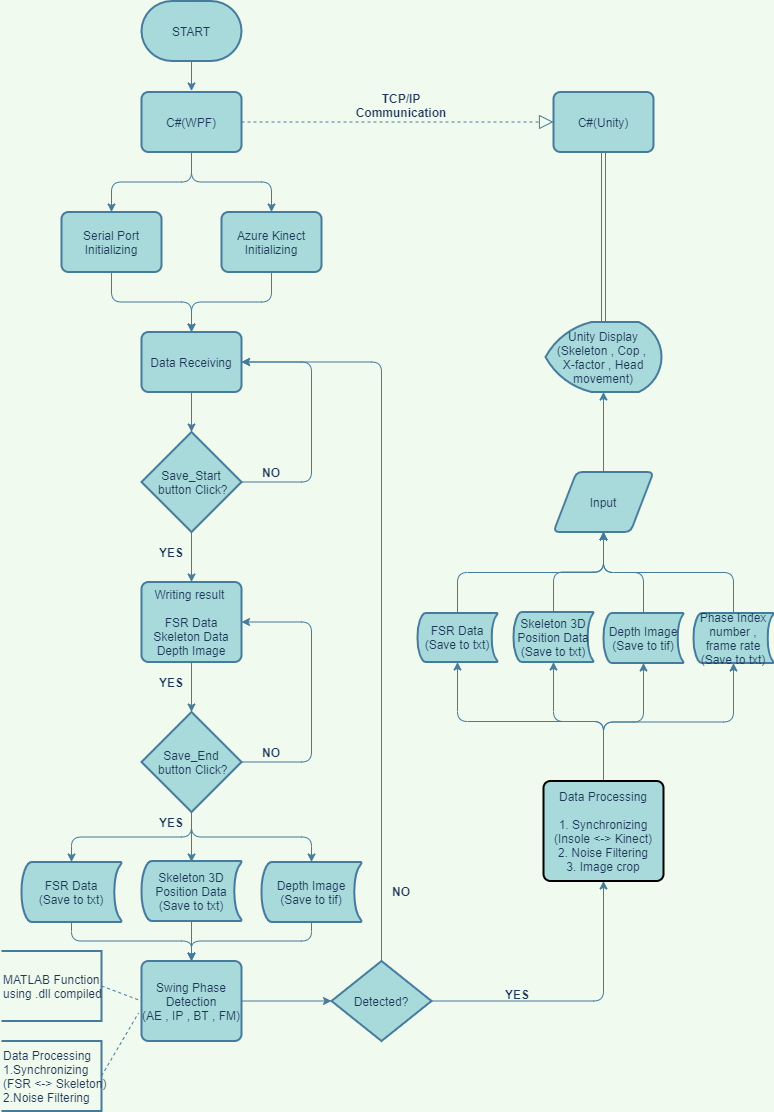 START
C#(WPF)
TCP/IP
Communication
C#(Unity)
Serial Port
Initializing
Azure Kinect
Initializing
Data Receiving
Unity Display
(Skeleton , Cop ,
X-factor , Head
movement)
Save_Start
button Click?
NO
YES
Input
Writing result
FSR Data
Skeleton Data
Depth Image
YES
FSR Data
(Save to txt)
Skeleton 3D
Position Data
(Save to txt)
Depth Image
(Save to tif)
Phase Index
number ,
frame rate
(Save to txt)
Save_End
button Click?
NO
YES
Data Processing
1. Synchronizing
(Insole <-> Kinect)
2. Noise Filtering
3. Image crop
FSR Data
(Save to txt)
Skeleton 3D
Position Data
(Save to txt)
Depth Image
(Save to tif)
NO
MATLAB Function
using .dll compiled
Swing Phase
Detection
(AE , IP , BT , FM)
Detected?
YES
Data Processing
1.Synchronizing
(FSR <-> Skeleton)
2.Noise Filtering